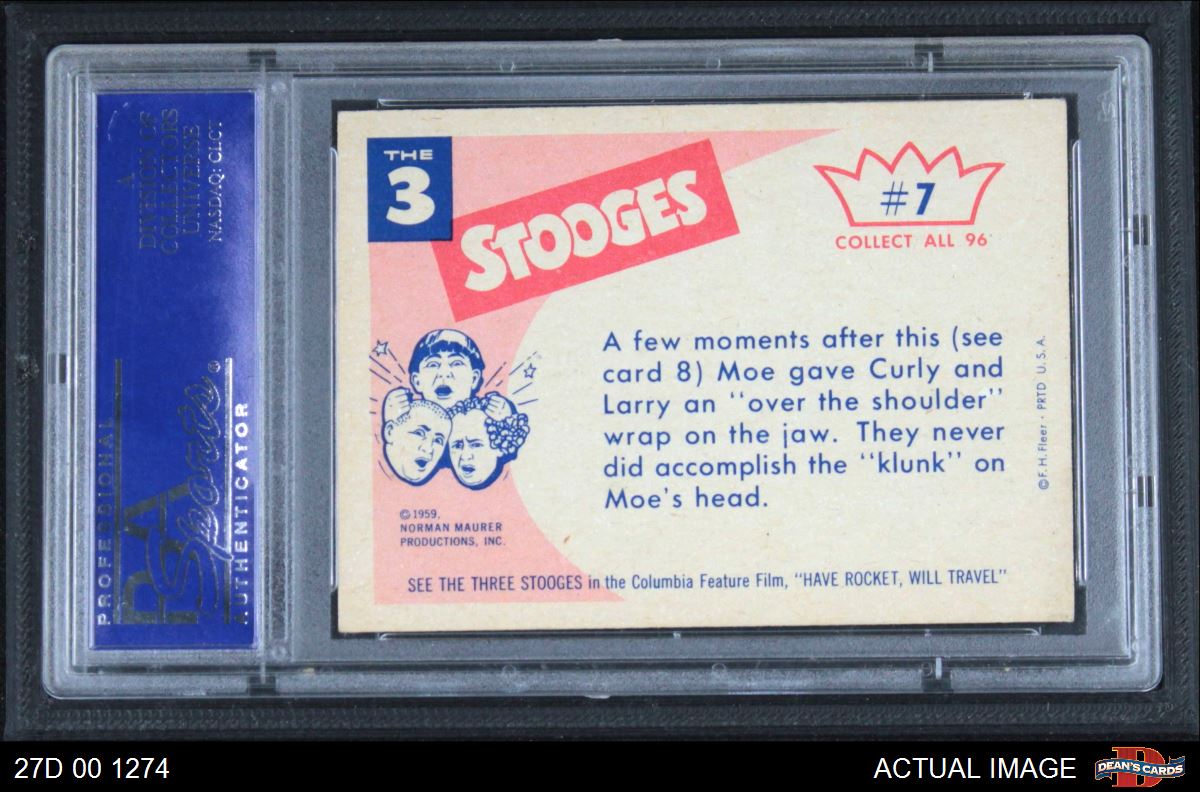 A
DIVISION OF
COLLECTORS
UNIVERSE
NASDAQ: CLCT
PROFESSIONAL
PSA
Sports®
AUTHENTICATOR
THE
3
STOOGES
#7
COLLECT ALL 96
A few moments after this (see
card 8) Moe gave Curly and
Larry an "over the shoulder"
wrap on the jaw. They never
did accomplish the "klunk" on
Moe's head.
© F.H. Fleer • PRTD U.S.A.
© 1959,
NORMAN MAURER
PRODUCTIONS, INC.
SEE THE THREE STOOGES in the Columbia Feature Film, "HAVE ROCKET, WILL TRAVEL"
27D 00 1274
ACTUAL IMAGE
DEAN'S CARDS